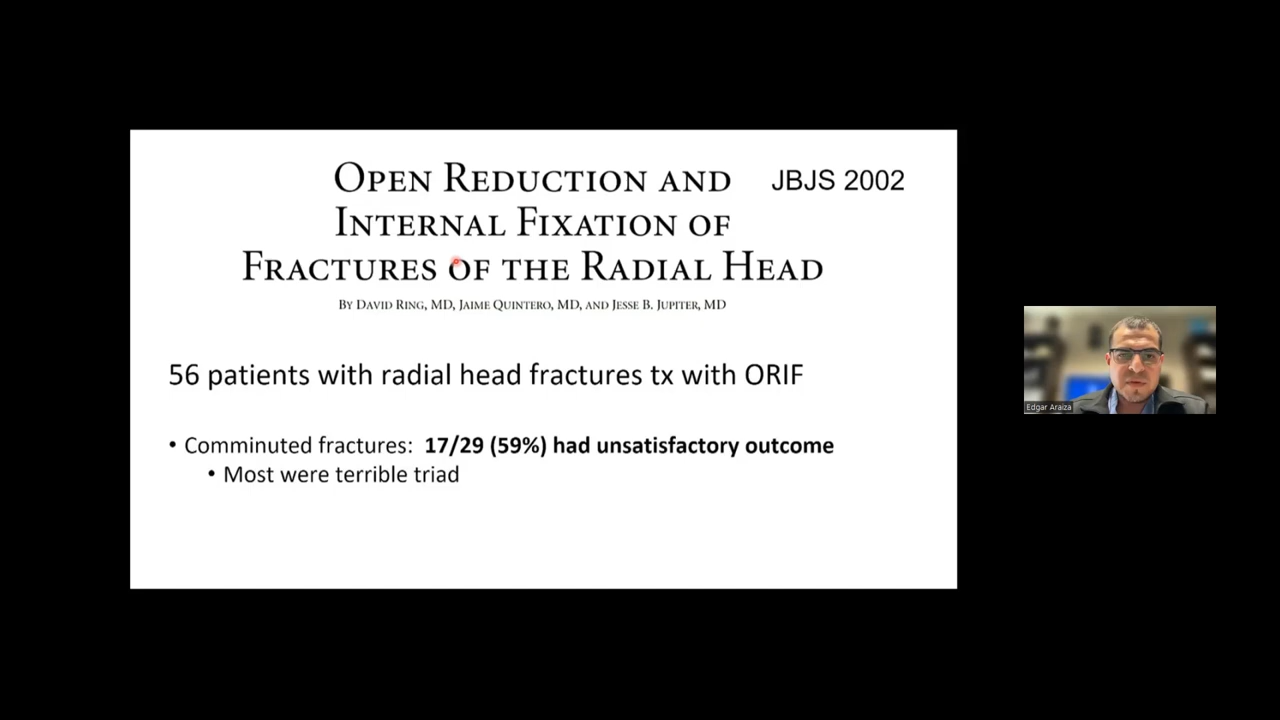 OPEN REDUCTION AND JBJS 2002
INTERNAL FIXATION OF
FRACTURES OF THE RADIAL HEAD
BY DAVID RING, MD, JAIME QUINTERO, MD, AND JESSE B. JUPITER, MD
56 patients with radial head fractures tx with ORIF
• Comminuted fractures: 17/29 (59%) had unsatisfactory outcome
• Most were terrible triad
Edgar Araiza